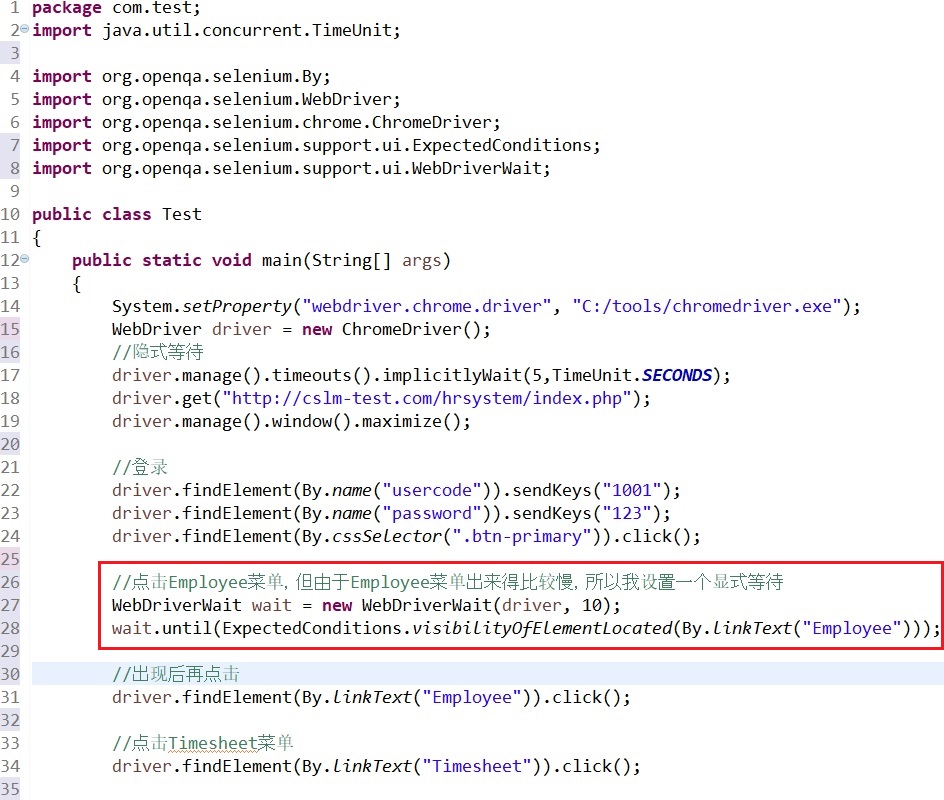 1 package com.test;
2 import java.util.concurrent.TimeUnit;
3
4 import org.openqa.selenium.By;
5 import org.openqa.selenium.WebDriver;
6 import org.openqa.selenium.chrome.ChromeDriver;
7 import org.openqa.selenium.support.ui.ExpectedConditions;
8 import org.openqa.selenium.support.ui.WebDriverWait;
9
10 public class Test
11 {
12     public static void main(String[] args)
13     {
14         System.setProperty("webdriver.chrome.driver", "C:/tools/chromedriver.exe");
15         WebDriver driver = new ChromeDriver();
16         //隐式等待
17         driver.manage().timeouts().implicitlyWait(5,TimeUnit.SECONDS);
18         driver.get("http://cslm-test.com/hrsystem/index.php");
19         driver.manage().window().maximize();
20
21         //登录
22         driver.findElement(By.name("usercode")).sendKeys("1001");
23         driver.findElement(By.name("password")).sendKeys("123");
24         driver.findElement(By.cssSelector(".btn-primary")).click();
25
26         //点击Employee菜单,但由于Employee菜单出来得比较慢,所以我设置一个显式等待
27         WebDriverWait wait = new WebDriverWait(driver, 10);
28         wait.until(ExpectedConditions.visibilityOfElementLocated(By.linkText("Employee")));
29
30         //出现后再点击
31         driver.findElement(By.linkText("Employee")).click();
32
33         //点击Timesheet菜单
34         driver.findElement(By.linkText("Timesheet")).click();
35